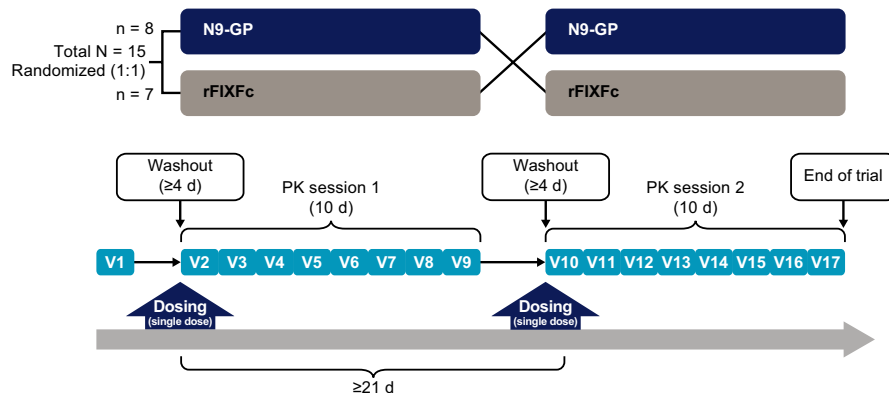 n = 8
Total N = 15
Randomized (1:1)
n = 7
N9-GP
N9-GP
rFIXFc
rFIXFc
Washout
(≥4 d)
PK session 1
(10 d)
Washout
(≥4 d)
PK session 2
(10 d)
End of trial
V1 V2 V3 V4 V5 V6 V7 V8 V9 V10 V11 V12 V13 V14 V15 V16 V17
Dosing
(single dose)
Dosing
(single dose)
≥21 d